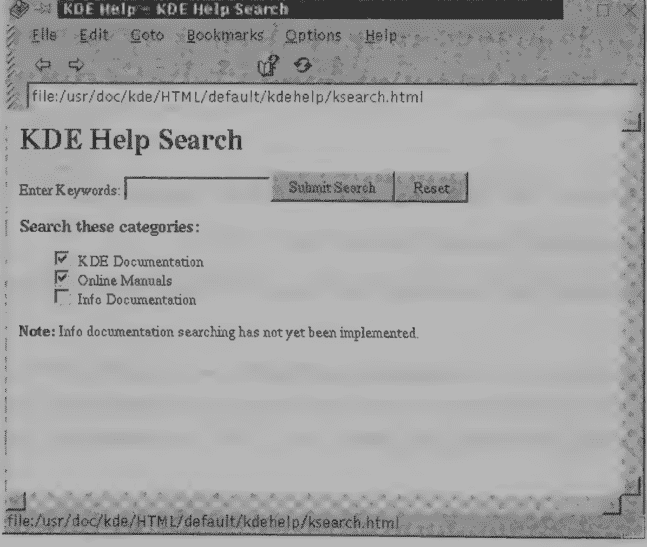 KDE Help - KDE Help Search
File Edit Goto Bookmarks Options Help
file:/usr/doc/kde/HTML/default/kdehelp/ksearch.html
KDE Help Search
Enter Keywords: Submit Search Reset
Search these categories:
KDE Documentation
Online Manuals
Info Documentation
Note: Info documentation searching has not yet been implemented.
file:/usr/doc/kde/HTML/default/kdehelp/ksearch.html